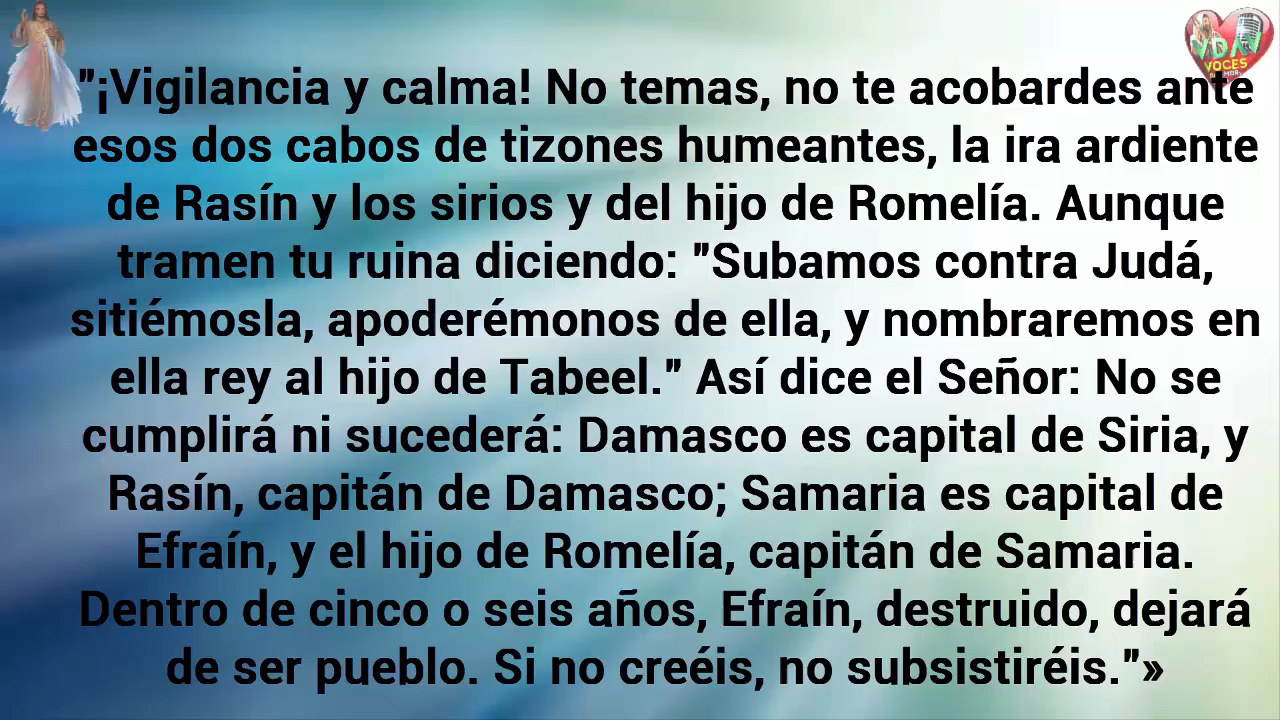 "¡Vigilancia y calma! No temas, no te acobardes ante
esos dos cabos de tizones humeantes, la ira ardiente
de Rasín y los sirios y del hijo de Romelía. Aunque
tramen tu ruina diciendo: "Subamos contra Judá,
sitiémosla, apoderémonos de ella, y nombraremos en
ella rey al hijo de Tabeel." Así dice el Señor: No se
cumplirá ni sucederá: Damasco es capital de Siria, y
Rasín, capitán de Damasco; Samaria es capital de
Efraín, y el hijo de Romelía, capitán de Samaria.
Dentro de cinco o seis años, Efraín, destruido, dejará
de ser pueblo. Si no creéis, no subsistiréis."»
VOCES